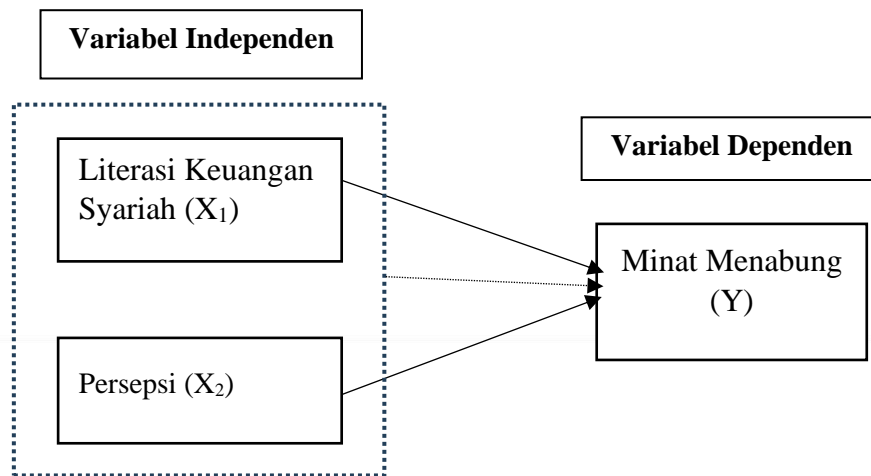 Variabel Independen
Literasi Keuangan
Syariah (X₁)
Persepsi (X₂)
Variabel Dependen
Minat Menabung
(Y)